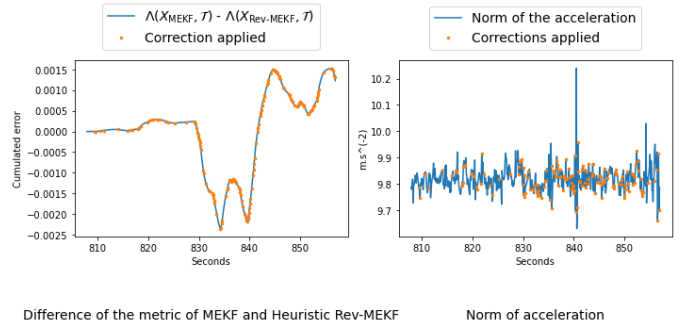 Λ(X_MEKF, 𝒯) - Λ(X_Rev-MEKF, 𝒯)
Correction applied
0.0015
0.0010
0.0005
0.0000
−0.0005
−0.0010
−0.0015
−0.0020
−0.0025
Cumulated error
810 820 830 840 850
Seconds
Norm of the acceleration
Corrections applied
10.2
10.1
10.0
9.9
9.8
9.7
m.s^(-2)
810 820 830 840 850
Seconds
Difference of the metric of MEKF and Heuristic Rev-MEKF
Norm of acceleration